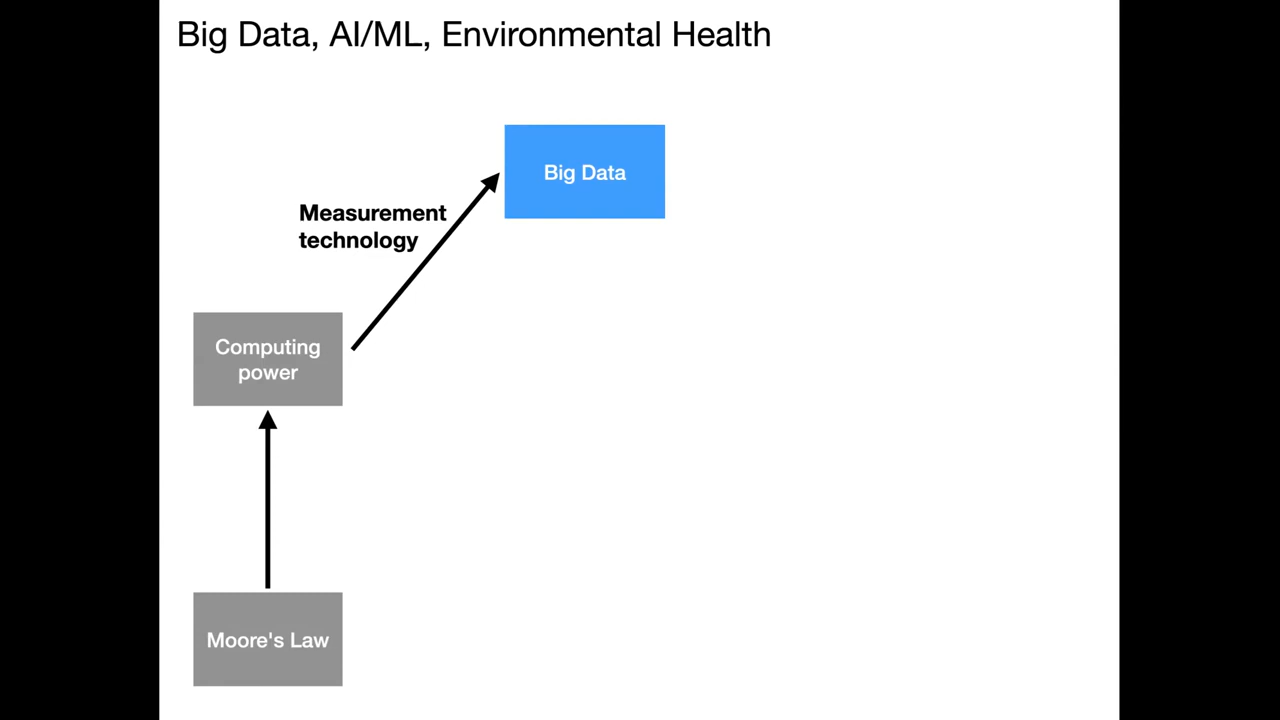 Big Data, AI/ML, Environmental Health
Big Data
Measurement
technology
Computing
power
Moore's Law